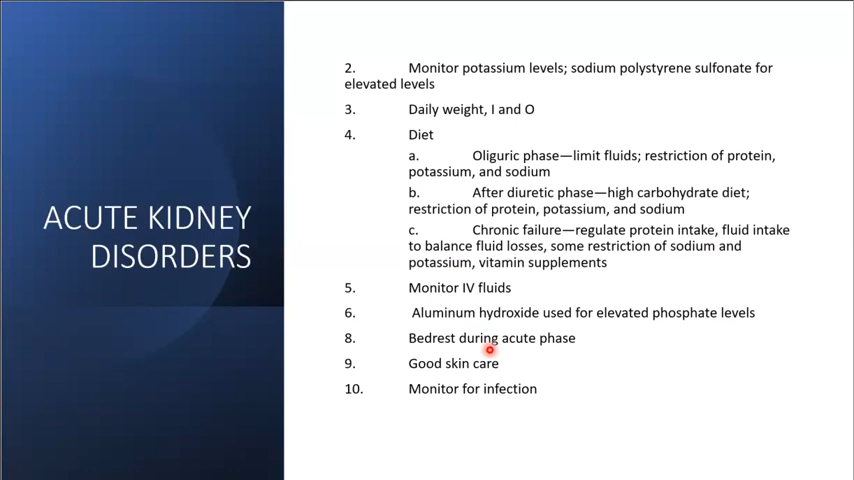 ACUTE KIDNEY
DISORDERS
2. Monitor potassium levels; sodium polystyrene sulfonate for
elevated levels
3. Daily weight, I and O
4. Diet
a. Oliguric phase—limit fluids; restriction of protein,
potassium, and sodium
b. After diuretic phase—high carbohydrate diet;
restriction of protein, potassium, and sodium
c. Chronic failure—regulate protein intake, fluid intake
to balance fluid losses, some restriction of sodium and
potassium, vitamin supplements
5. Monitor IV fluids
6. Aluminum hydroxide used for elevated phosphate levels
8. Bedrest during acute phase
9. Good skin care
10. Monitor for infection